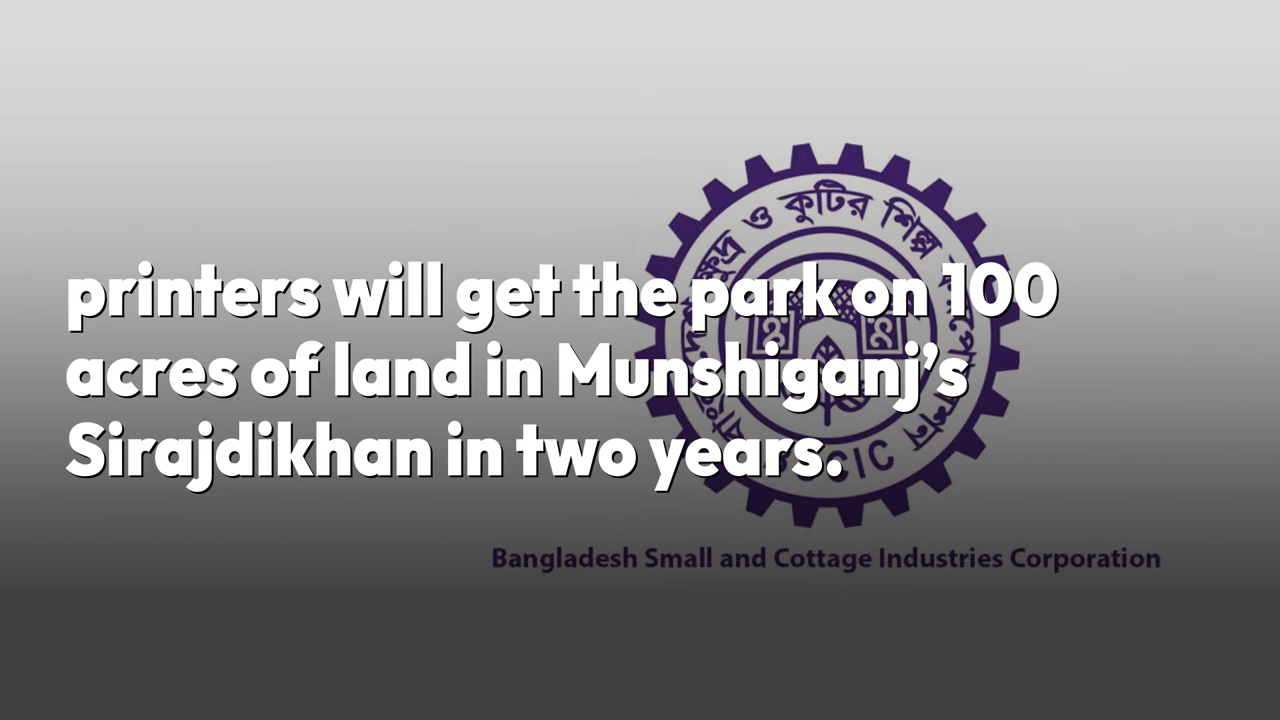 ক্ষুদ্র ও কুটির শিল্প
printers will get the park on 100
acres of land in Munshiganj’s
Sirajdikhan in two years.
Bangladesh Small and Cottage Industries Corporation